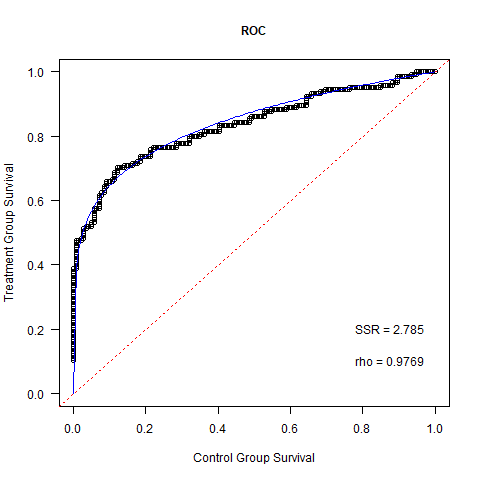 ROC
Treatment Group Survival
1.0
0.8
0.6
0.4
0.2
0.0
SSR = 2.785
rho = 0.9769
0.0 0.2 0.4 0.6 0.8 1.0
Control Group Survival